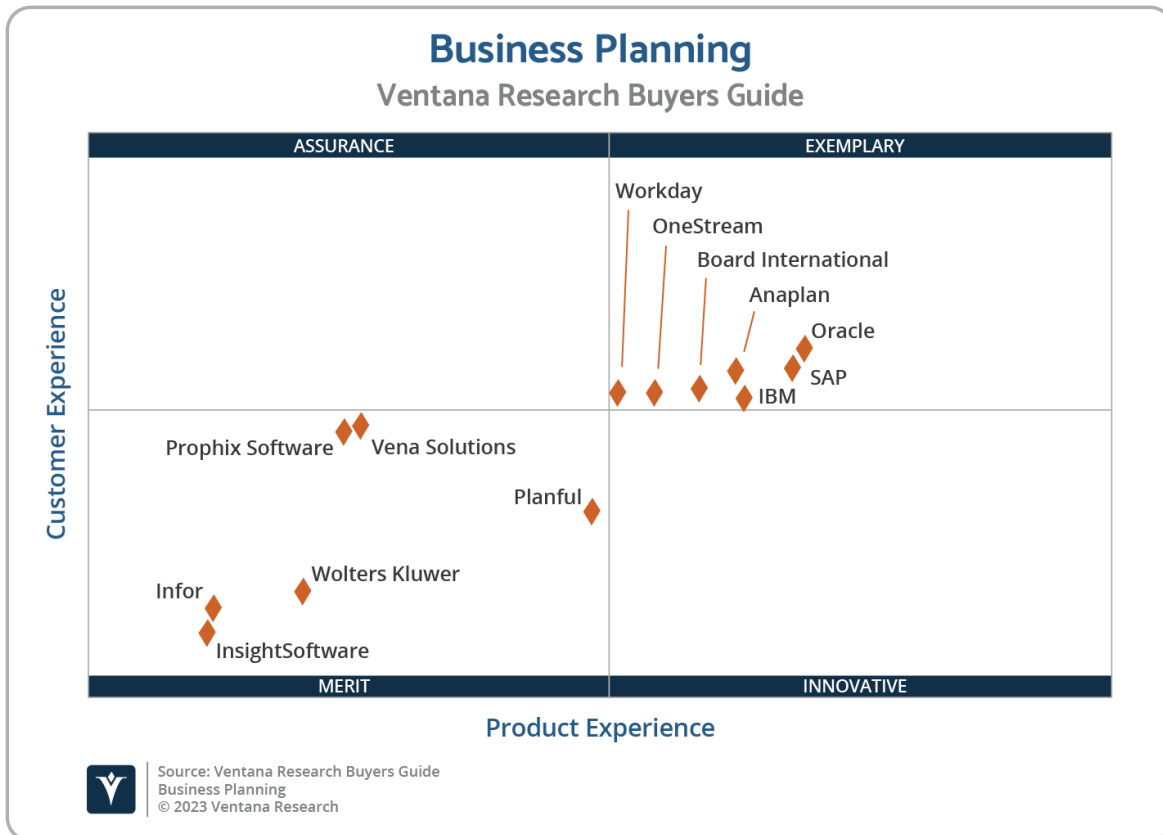 Business Planning
Ventana Research Buyers Guide
ASSURANCE
EXEMPLARY
Workday
OneStream
Board International
Anaplan
Oracle
SAP
IBM
Customer Experience
Prophix Software
Vena Solutions
Planful
Wolters Kluwer
Infor
InsightSoftware
MERIT
INNOVATIVE
Product Experience
Source: Ventana Research Buyers Guide
Business Planning
© 2023 Ventana Research